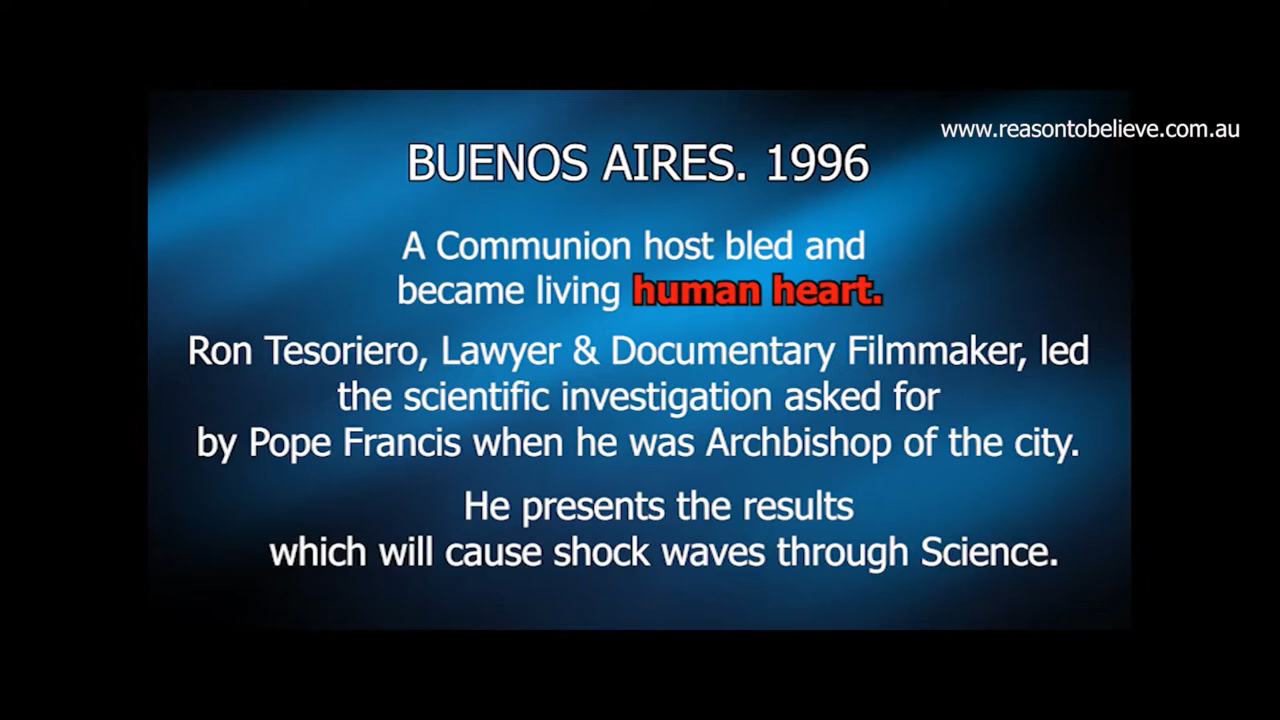 www.reasontobelieve.com.au
BUENOS AIRES. 1996
A Communion host bled and
became living human heart.
Ron Tesoriero, Lawyer & Documentary Filmmaker, led
the scientific investigation asked for
by Pope Francis when he was Archbishop of the city.
He presents the results
which will cause shock waves through Science.